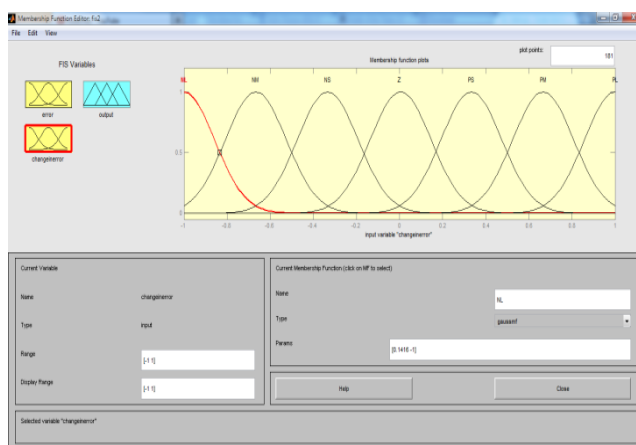 Membership Function Editor: fis2
File Edit View
FIS Variables
plot points:
181
Membership function plots
NL NM NS Z PS PM PL
error
output
changeinerror
1
0.5
0
-1 -0.8 -0.6 -0.4 -0.2 0 0.2 0.4 0.6 0.8 1
input variable "changeinerror"
Current Variable
Name changeinerror
Type input
Range [-1 1]
Display Range [-1 1]
Current Membership Function (click on MF to select)
Name NL
Type gaussmf
Params [0.1416 -1]
Help Close
Selected variable "changeinerror"